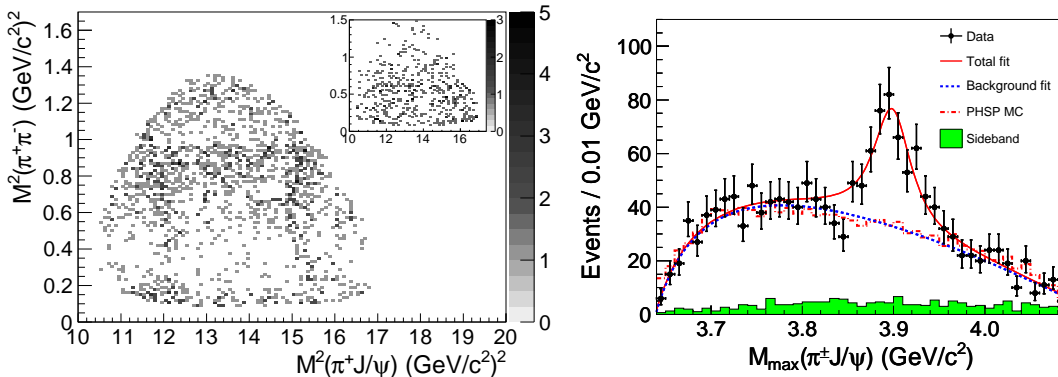 M²(π⁺π⁻) (GeV/c²)²
1.6
1.4
1.2
1
0.8
0.6
0.4
0.2
0
10 11 12 13 14 15 16 17 18 19 20
M²(π⁺J/ψ) (GeV/c²)²
1.5
1
0.5
0
10 12 14 16
3
2
1
0
5
4
3
2
1
0
Events / 0.01 GeV/c²
100
80
60
40
20
0
3.7 3.8 3.9 4.0
M_max(π^±J/ψ) (GeV/c²)
Data
Total fit
Background fit
PHSP MC
Sideband